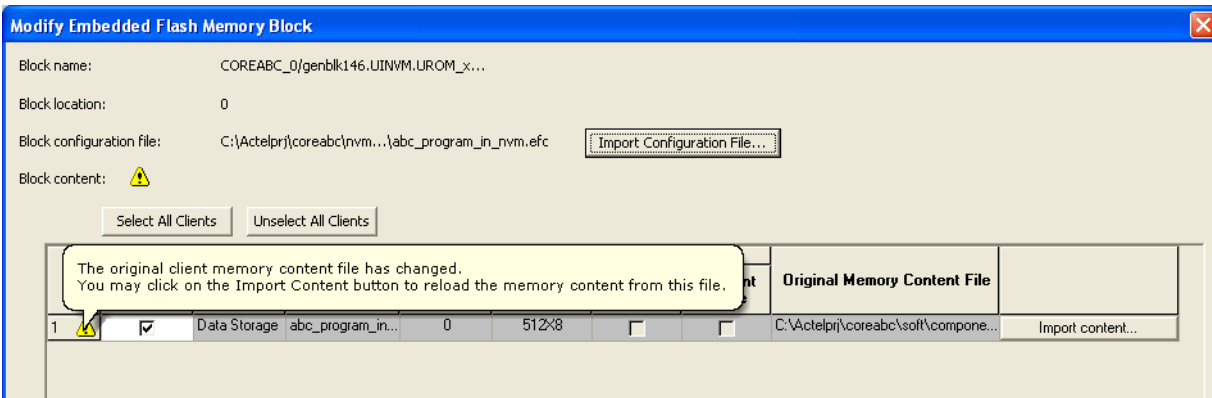 Modify Embedded Flash Memory Block
Block name: COREABC_0/genblk146.UINVM.UROM_x...
Block location: 0
Block configuration file: C:\Actelprj\coreabc\nvm...\abc_program_in_nvm.efc Import Configuration File...
Block content:
Select All Clients Unselect All Clients
The original client memory content file has changed.
You may click on the Import Content button to reload the memory content from this file.
nt Original Memory Content File
1 Data Storage abc_program_in... 0 512X8 C:\Actelprj\coreabc\soft\compone... Import content...